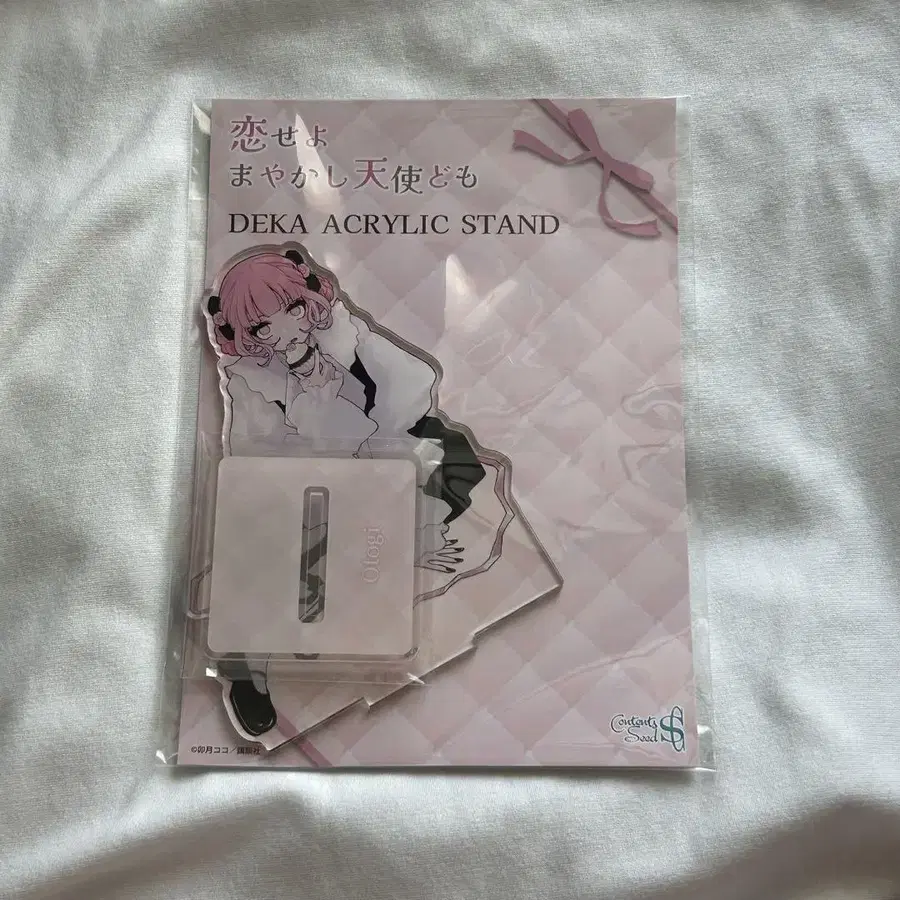 恋せよ
まやかし天使ども
DEKA ACRYLIC STAND
Otogi
Contents
Seed
©卯月ココ／講談社